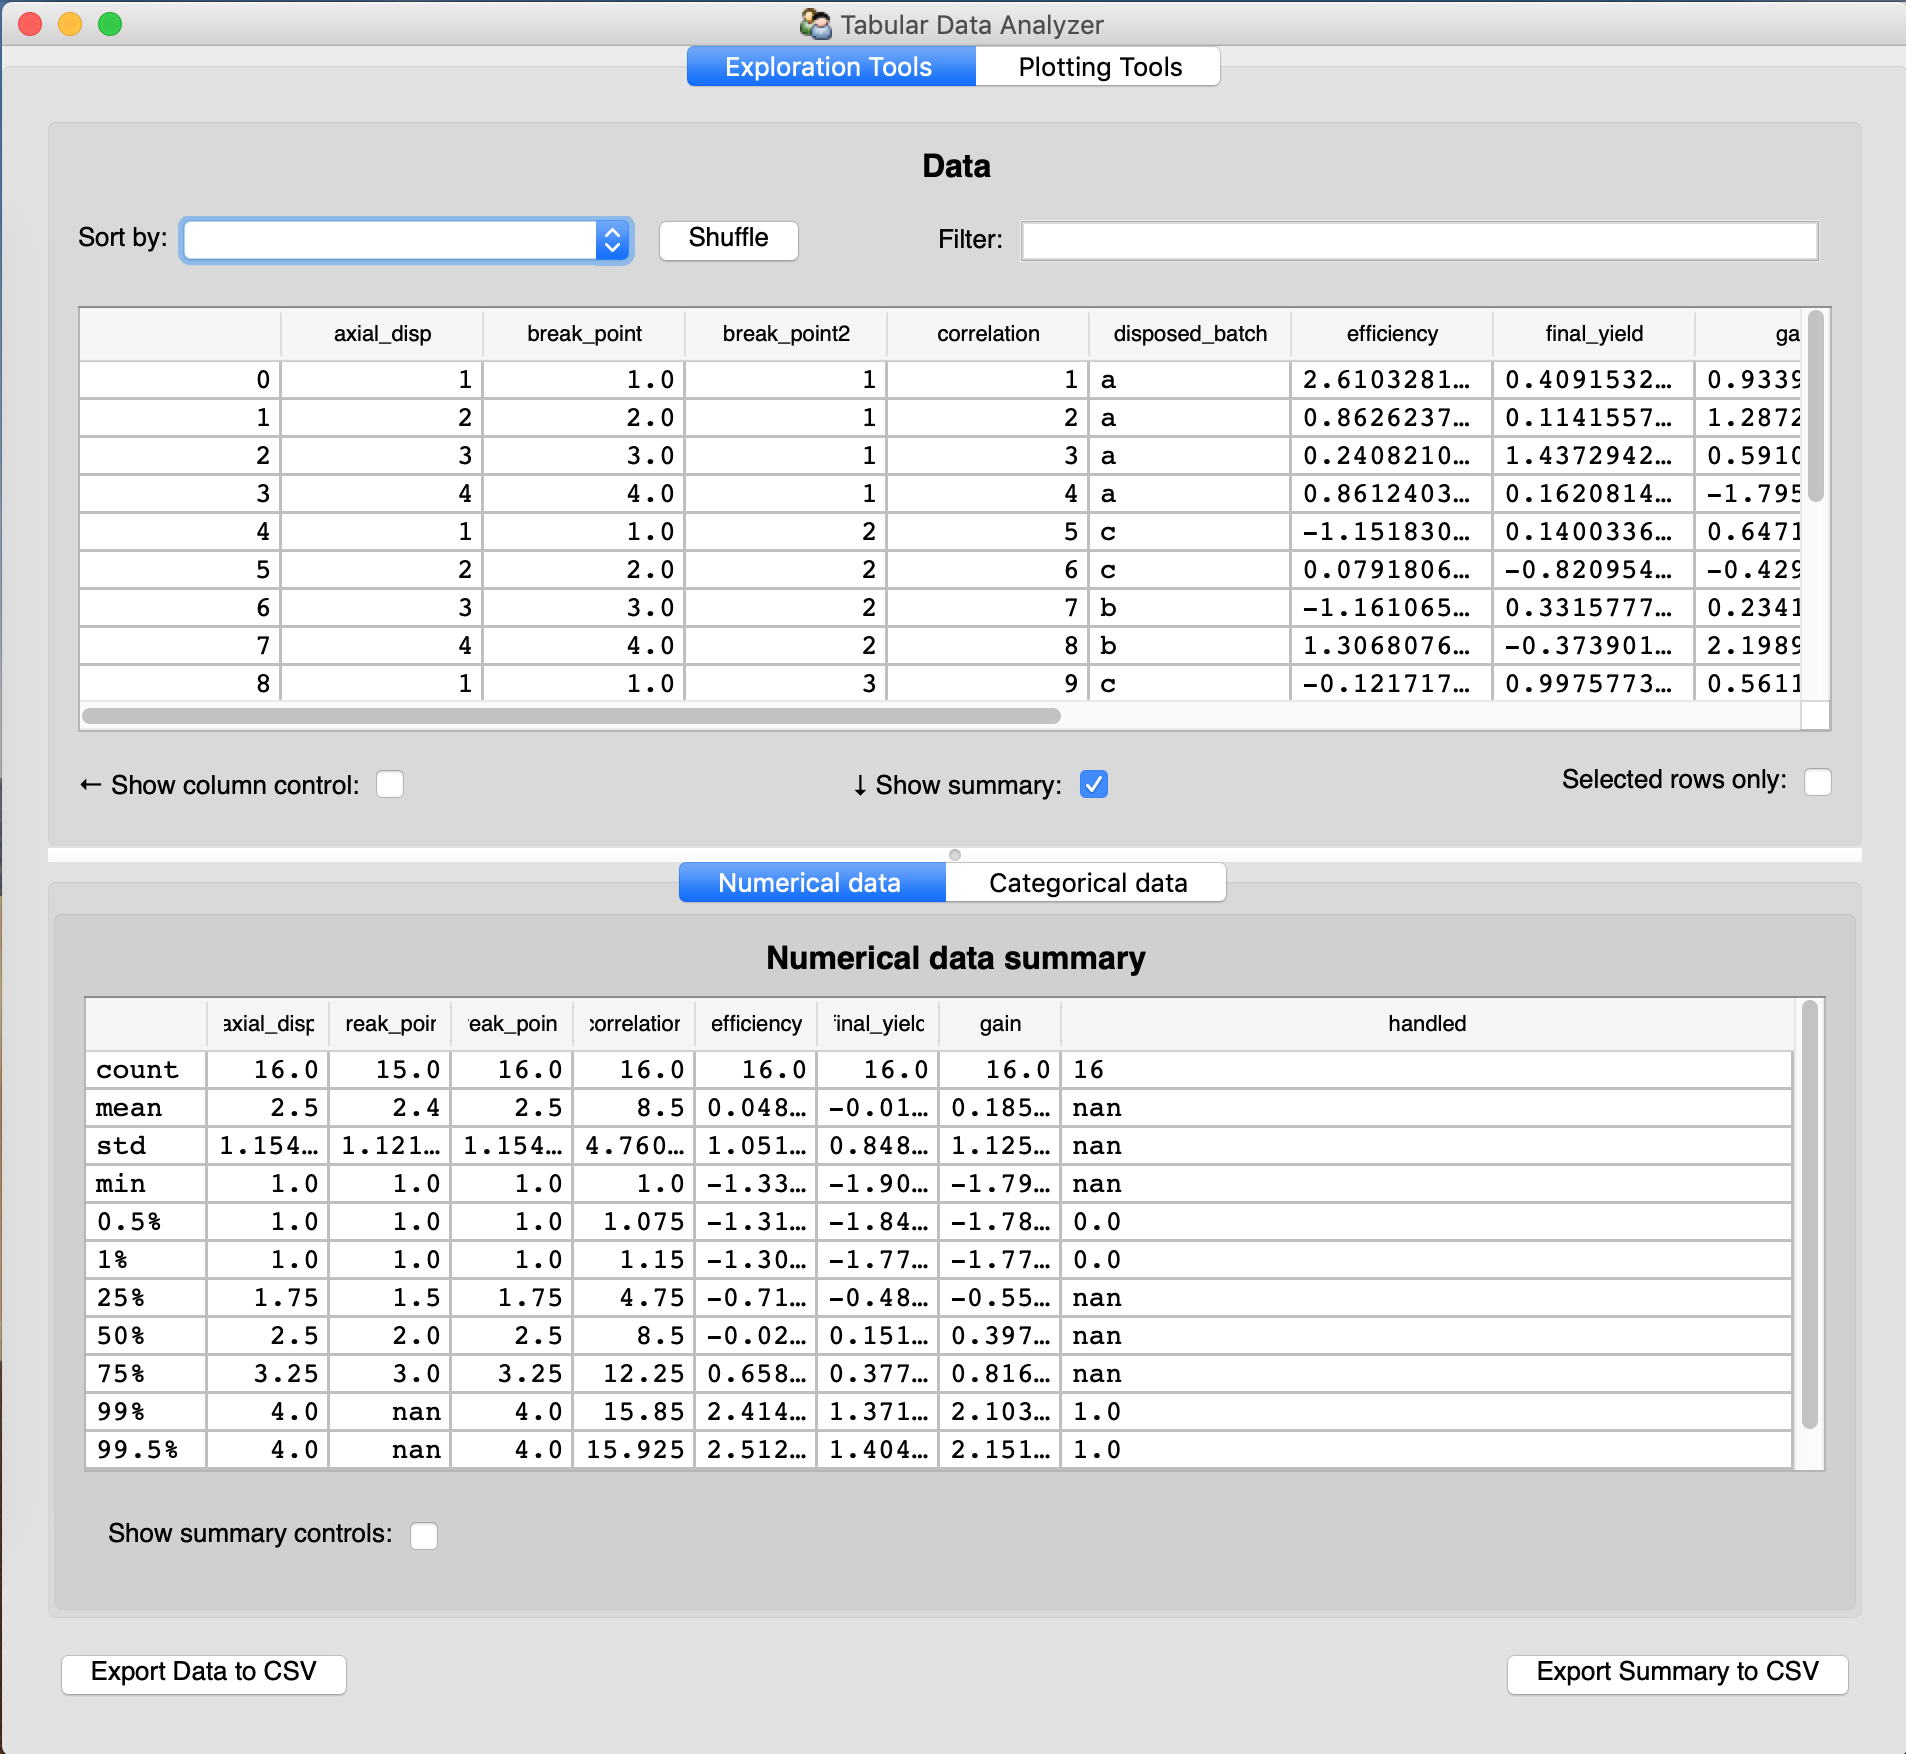 Tabular Data Analyzer
Exploration Tools Plotting Tools
Data
Sort by: Shuffle Filter:
axial_disp break_point break_point2 correlation disposed_batch efficiency final_yield ga
0 1 1.0 1 1 a 2.6103281… 0.4091532… 0.9339
1 2 2.0 1 2 a 0.8626237… 0.1141557… 1.2872
2 3 3.0 1 3 a 0.2408210… 1.4372942… 0.5910
3 4 4.0 1 4 a 0.8612403… 0.1620814… -1.795
4 1 1.0 2 5 c -1.151830… 0.1400336… 0.6471
5 2 2.0 2 6 c 0.0791806… -0.820954… -0.429
6 3 3.0 2 7 b -1.161065… 0.3315777… 0.2341
7 4 4.0 2 8 b 1.3068076… -0.373901… 2.1989
8 1 1.0 3 9 c -0.121717… 0.9975773… 0.5611
← Show column control: ↓ Show summary: Selected rows only:
Numerical data Categorical data
Numerical data summary
axial_disp reak_poir eak_poin correlation efficiency final_yield gain handled
count 16.0 15.0 16.0 16.0 16.0 16.0 16.0 16
mean 2.5 2.4 2.5 8.5 0.048… -0.01… 0.185… nan
std 1.154… 1.121… 1.154… 4.760… 1.051… 0.848… 1.125… nan
min 1.0 1.0 1.0 1.0 -1.33… -1.90… -1.79… nan
0.5% 1.0 1.0 1.0 1.075 -1.31… -1.84… -1.78… 0.0
1% 1.0 1.0 1.0 1.15 -1.30… -1.77… -1.77… 0.0
25% 1.75 1.5 1.75 4.75 -0.71… -0.48… -0.55… nan
50% 2.5 2.0 2.5 8.5 -0.02… 0.151… 0.397… nan
75% 3.25 3.0 3.25 12.25 0.658… 0.377… 0.816… nan
99% 4.0 nan 4.0 15.85 2.414… 1.371… 2.103… 1.0
99.5% 4.0 nan 4.0 15.925 2.512… 1.404… 2.151… 1.0
Show summary controls:
Export Data to CSV Export Summary to CSV